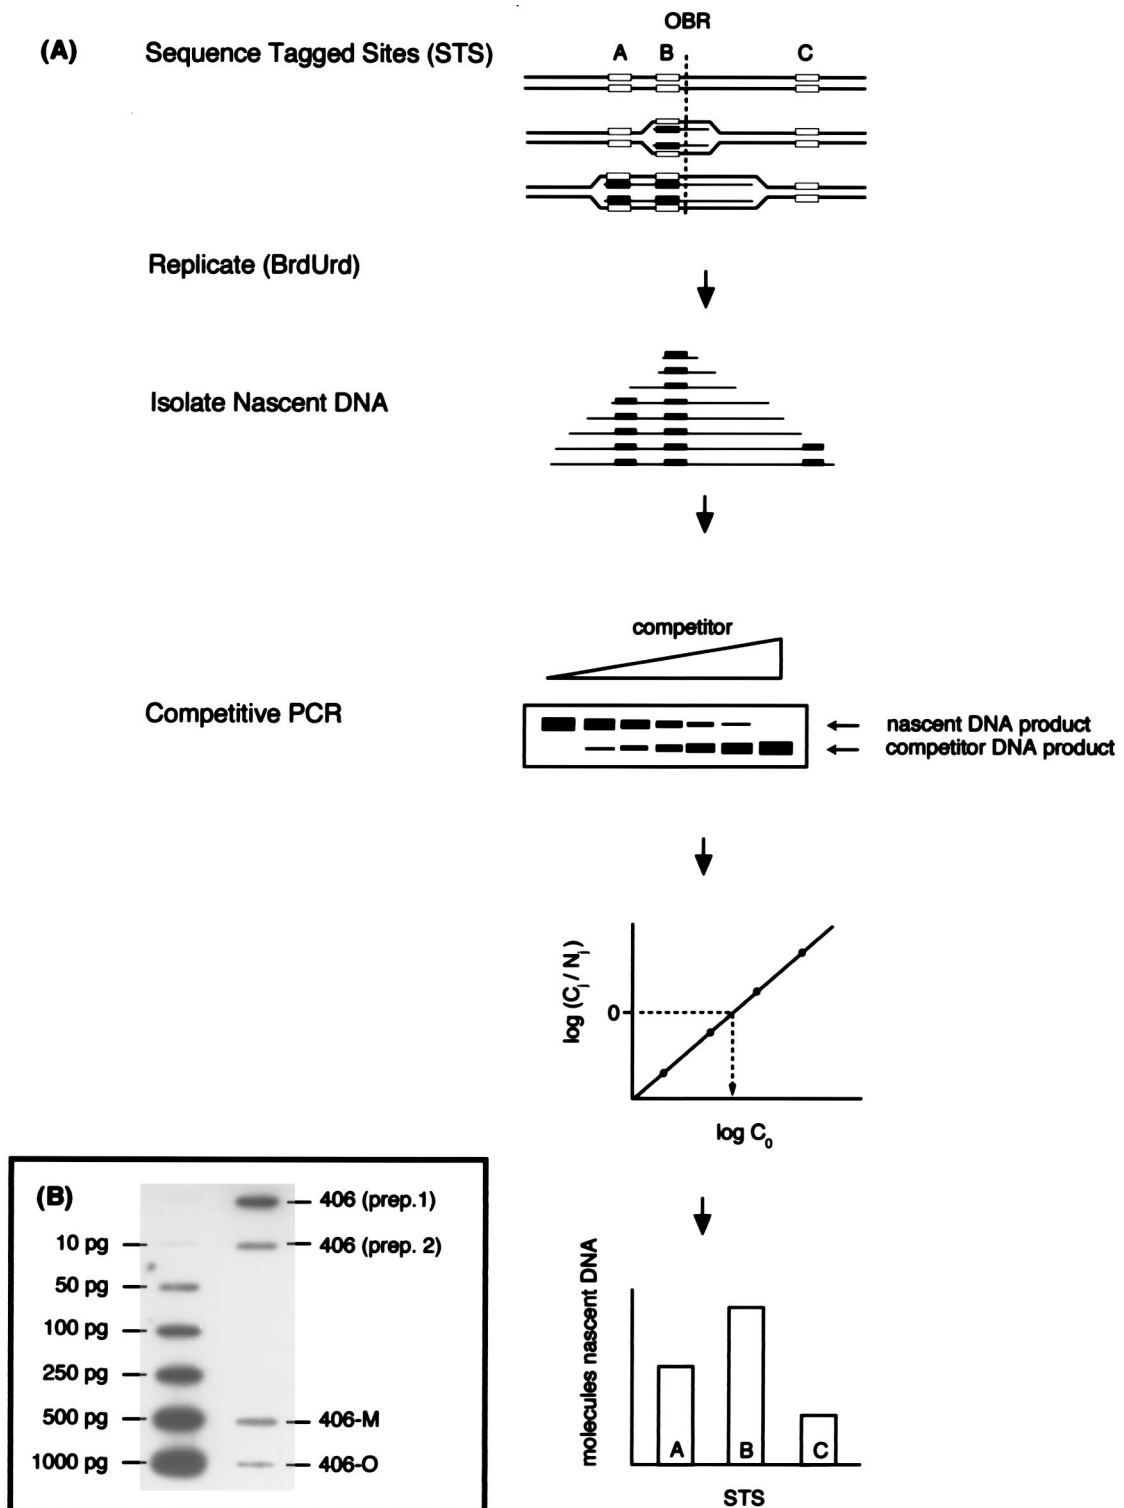 OBR
(A) Sequence Tagged Sites (STS) A B C
Replicate (BrdUrd)
Isolate Nascent DNA
competitor
Competitive PCR
nascent DNA product
competitor DNA product
log (Cj / Nj)
0
log C0
(B)
406 (prep.1)
10 pg 406 (prep. 2)
50 pg
100 pg
250 pg
500 pg 406-M
1000 pg 406-O
molecules nascent DNA
A B C
STS